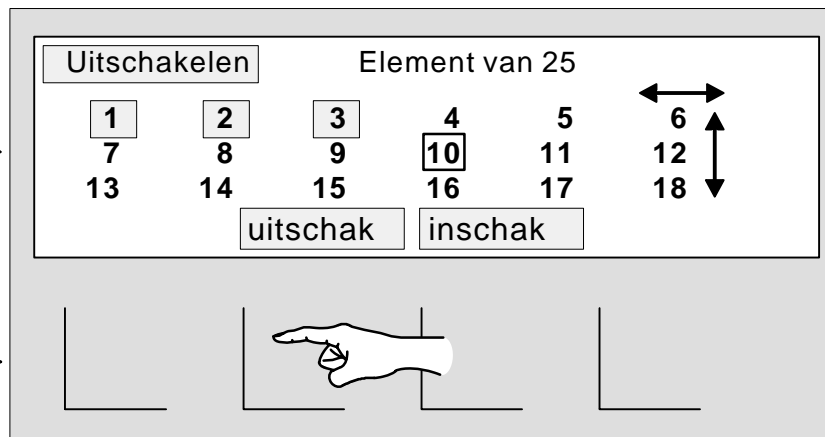 Uitschakelen Element van 25
1 2 3 4 5 6
7 8 9 10 11 12
13 14 15 16 17 18
uitschak inschak